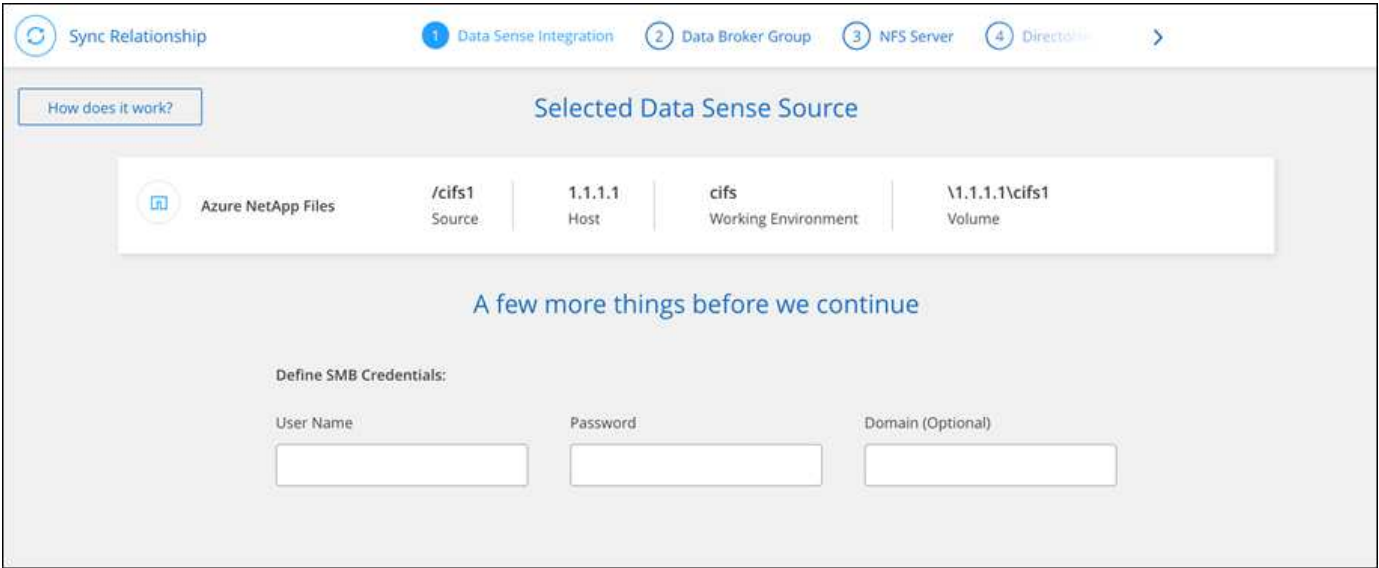 Sync Relationship
1 Data Sense Integration 2 Data Broker Group 3 NFS Server 4
How does it work?
Selected Data Sense Source
Azure NetApp Files
/cifs1 1.1.1.1 cifs \1.1.1.1\cifs1
Source Host Working Environment Volume
A few more things before we continue
Define SMB Credentials:
User Name Password Domain (Optional)